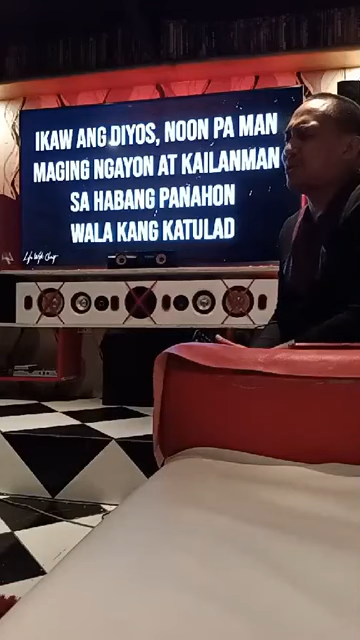 IKAW ANG DIYOS, NOON PA MAN
MAGING NGAYON AT KAILANMAN
SA HABANG PANAHON
WALA KANG KATULAD